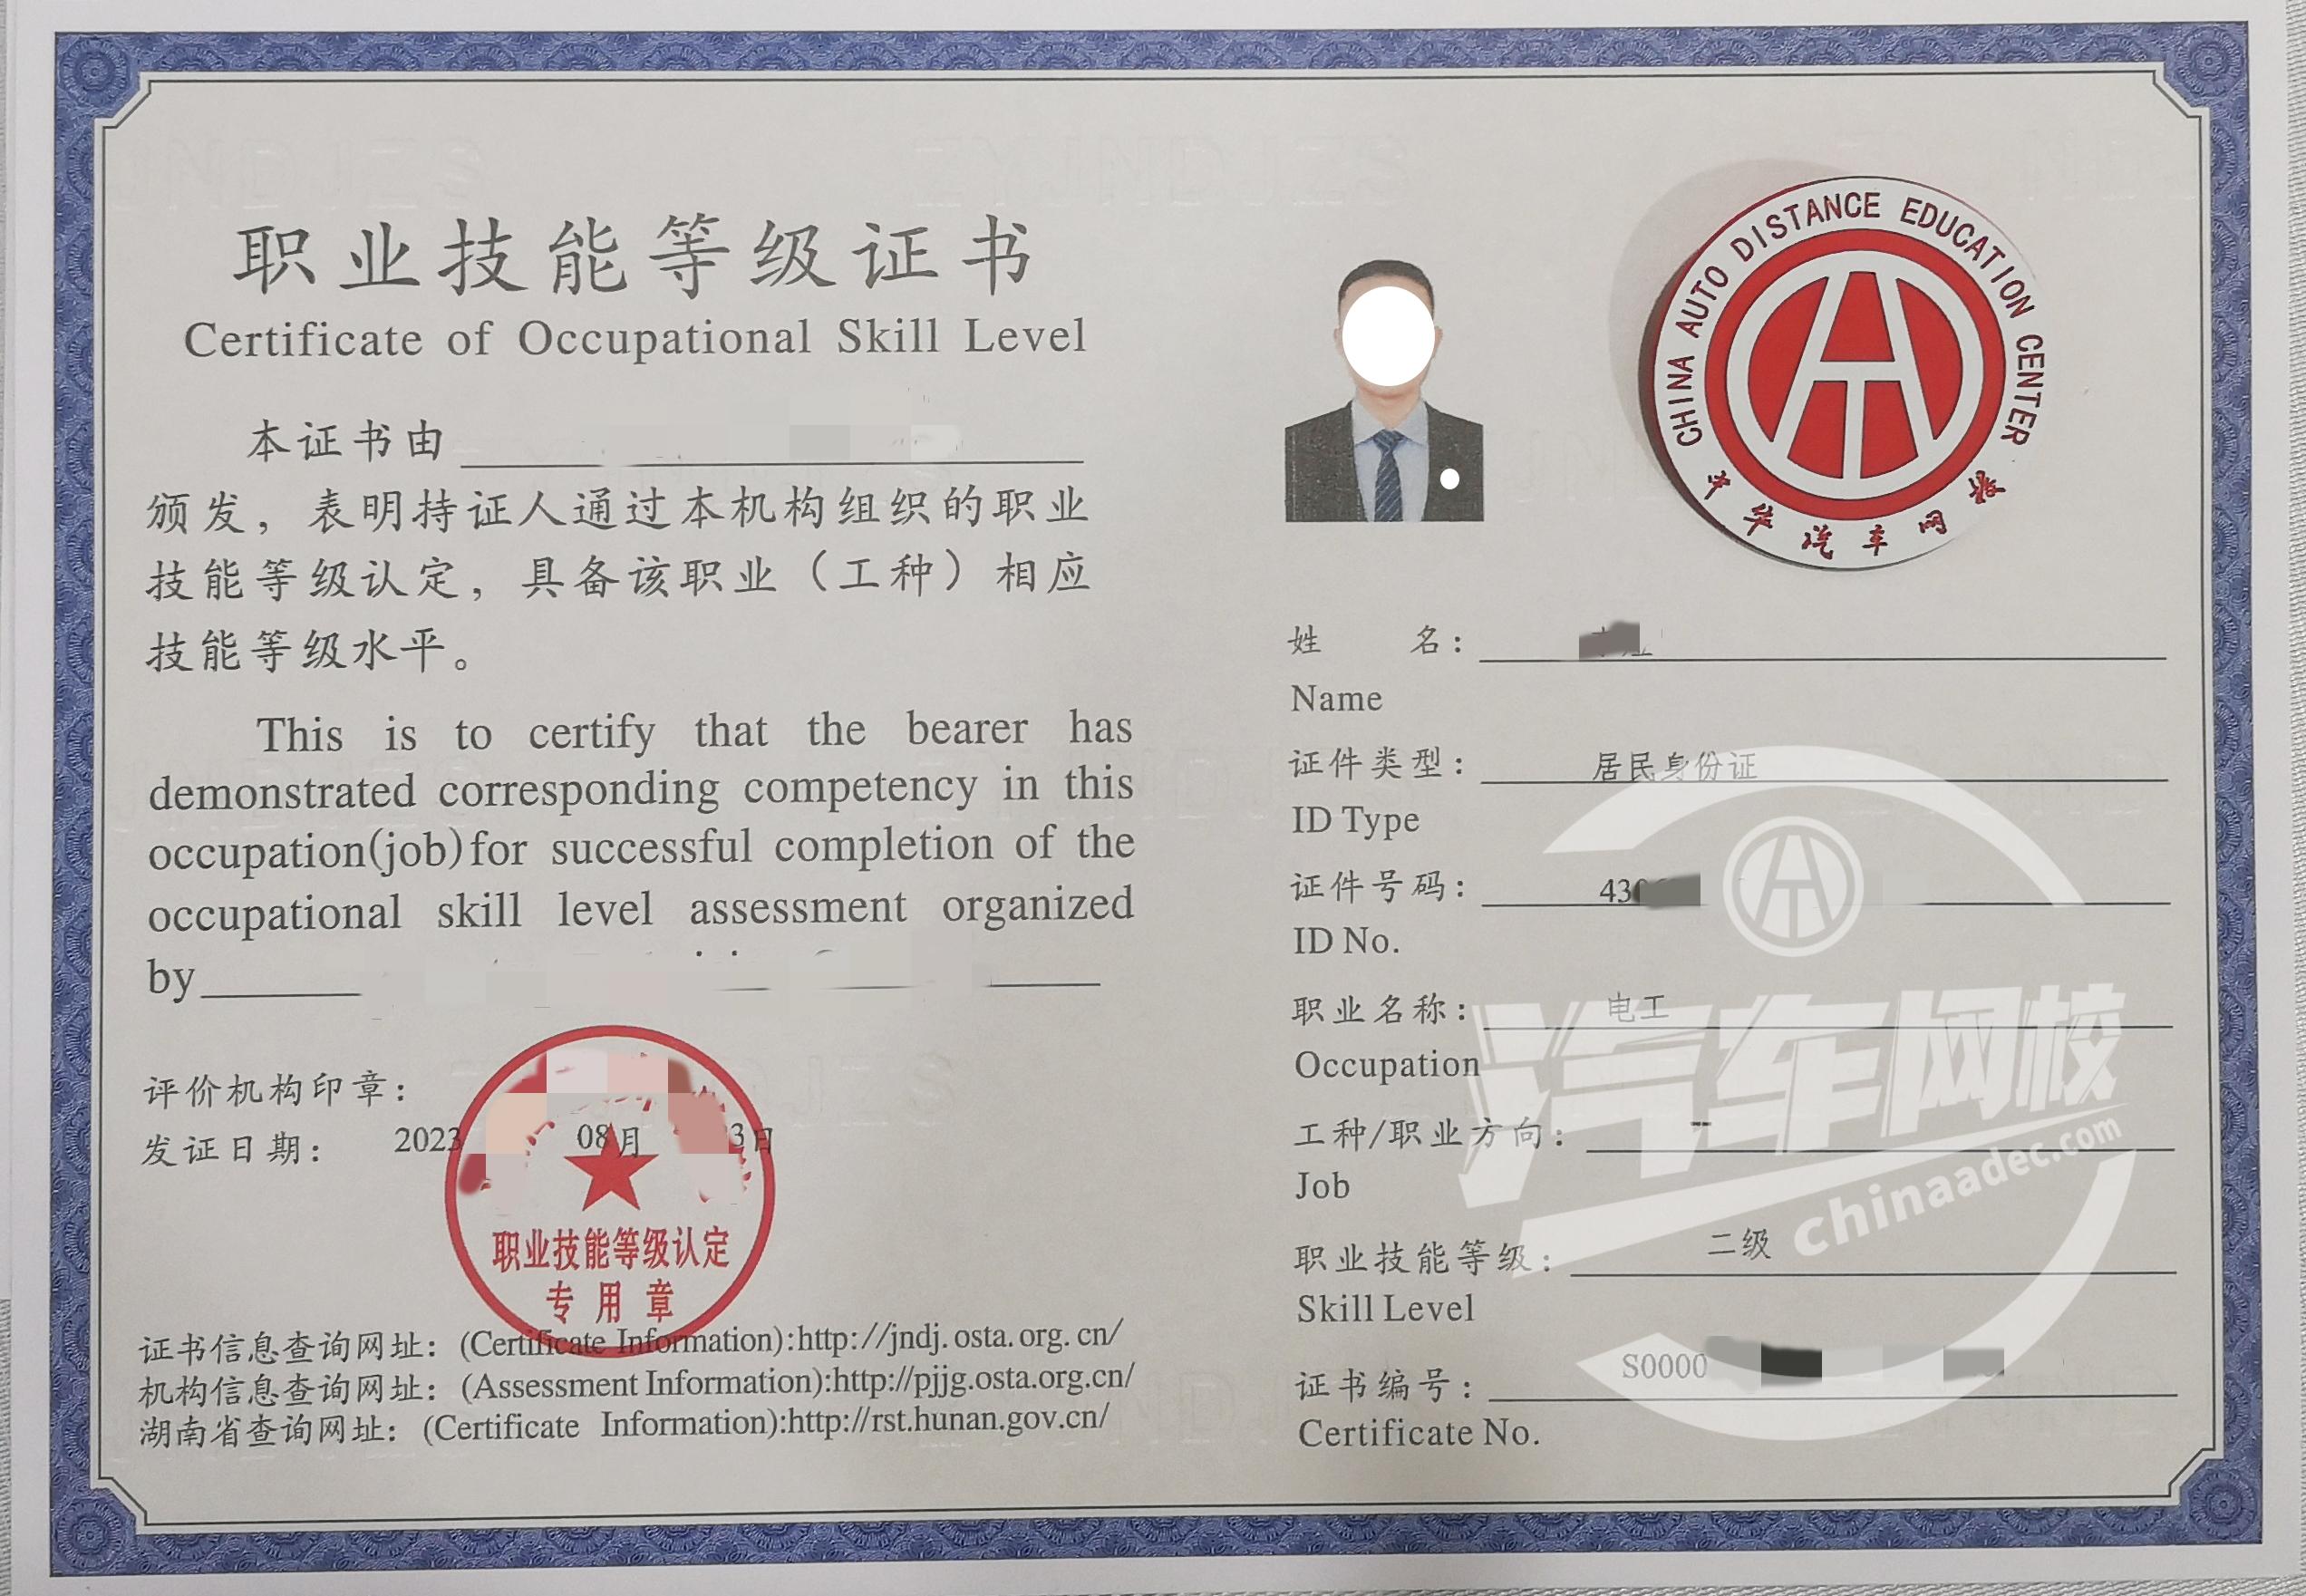 职业技能等级证书
Certificate of Occupational Skill Level
本证书由
颁发，表明持证人通过本机构组织的职业
技能等级认定，具备该职业（工种）相应
技能等级水平。
This is to certify that the bearer has
demonstrated corresponding competency in this
occupation(job)for successful completion of the
occupational skill level assessment organized
by
评价机构印章：
发证日期： 2023 08月 3日
职业技能等级认定
专用章
证书信息查询网址：(Certificate Information):http://jndj.osta.org.cn/
机构信息查询网址：(Assessment Information):http://pjjg.osta.org.cn/
湖南省查询网址：(Certificate Information):http://rst.hunan.gov.cn/
CHINA AUTO DISTANCE EDUCATION CENTER
中华汽车网校
姓 名：
Name
证件类型： 居民身份证
ID Type
证件号码： 430
ID No.
职业名称： 电工
Occupation
工种/职业方向： --
Job
职业技能等级： 二级
Skill Level
证书编号： S0000
Certificate No.
汽车网校
chinaadec.com